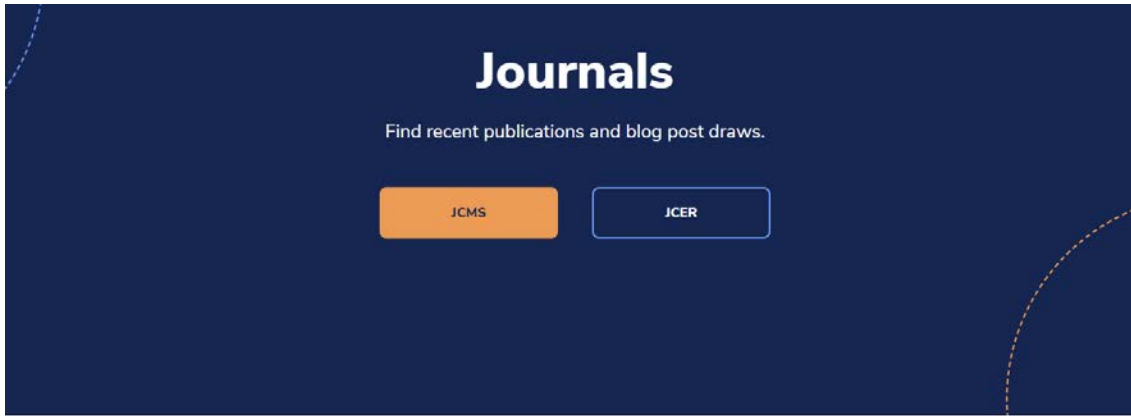 Journals
Find recent publications and blog post draws.
JCMS
JCER